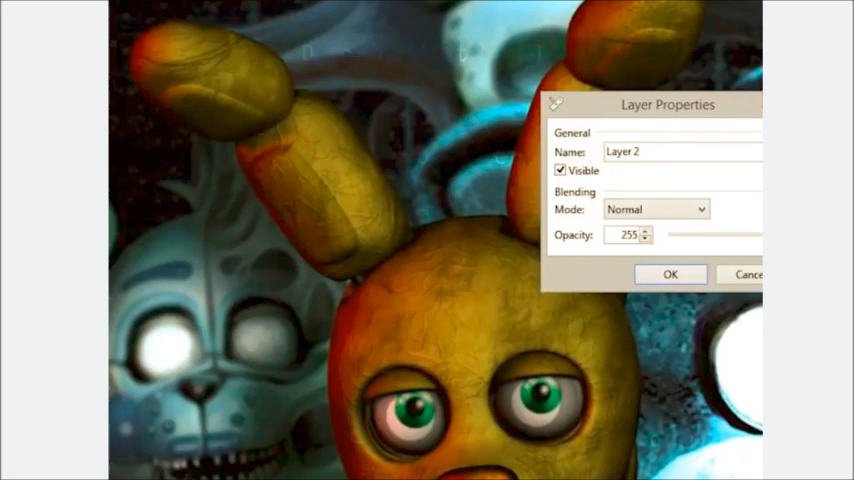 Layer Properties
General
Name: Layer 2
Visible
Blending
Mode: Normal
Opacity: 255
OK Cance